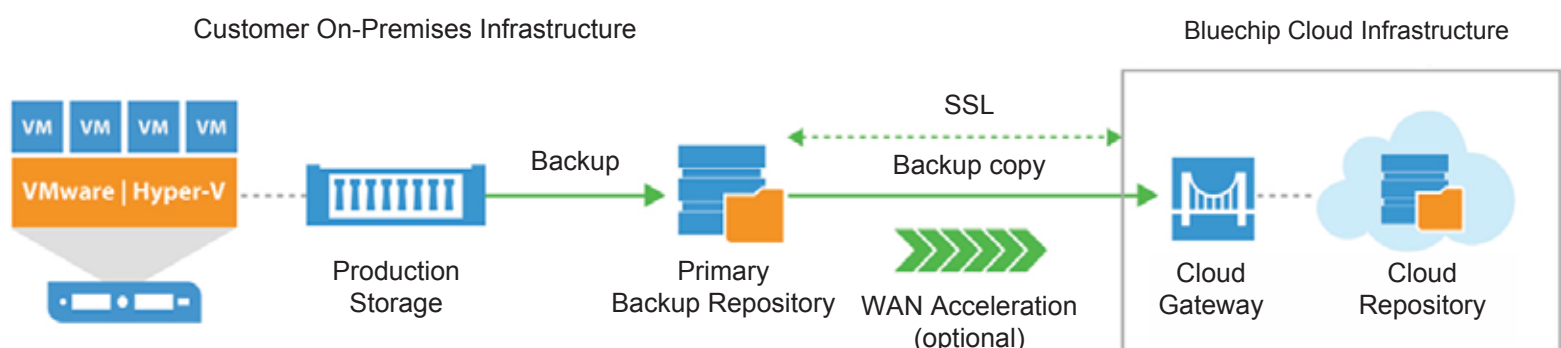 Customer On-Premises Infrastructure
Bluechip Cloud Infrastructure
VM VM VM VM
VMware | Hyper-V
Production
Storage
Backup
Primary
Backup Repository
SSL
Backup copy
WAN Acceleration
(optional)
Cloud
Gateway
Cloud
Repository